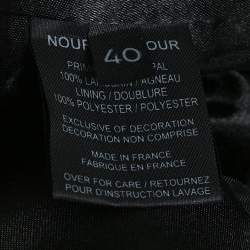 40
100% LAMBSKIN / AGNEAU
LINING / DOUBLURE
100% POLYESTER / POLYESTER
EXCLUSIVE OF DECORATION
DECORATION NON COMPRISE
MADE IN FRANCE
FABRIQUE EN FRANCE
OVER FOR CARE / RETOURNEZ
POUR D'INSTRUCTION LAVAGE